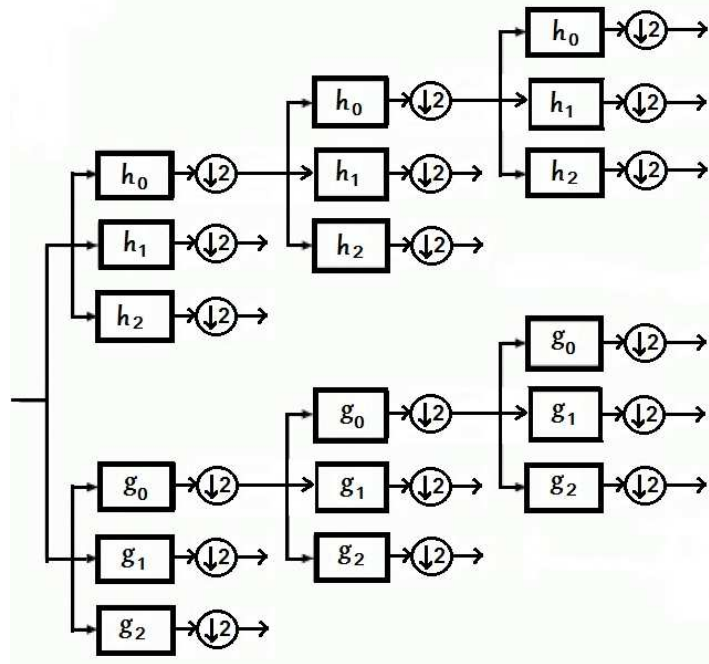 h₀ ↓2
h₀ ↓2 h₁ ↓2
h₀ ↓2 h₁ ↓2 h₂ ↓2
h₁ ↓2 h₂ ↓2
h₂ ↓2
g₀ ↓2
g₀ ↓2 g₁ ↓2
g₀ ↓2 g₁ ↓2 g₂ ↓2
g₁ ↓2 g₂ ↓2
g₂ ↓2